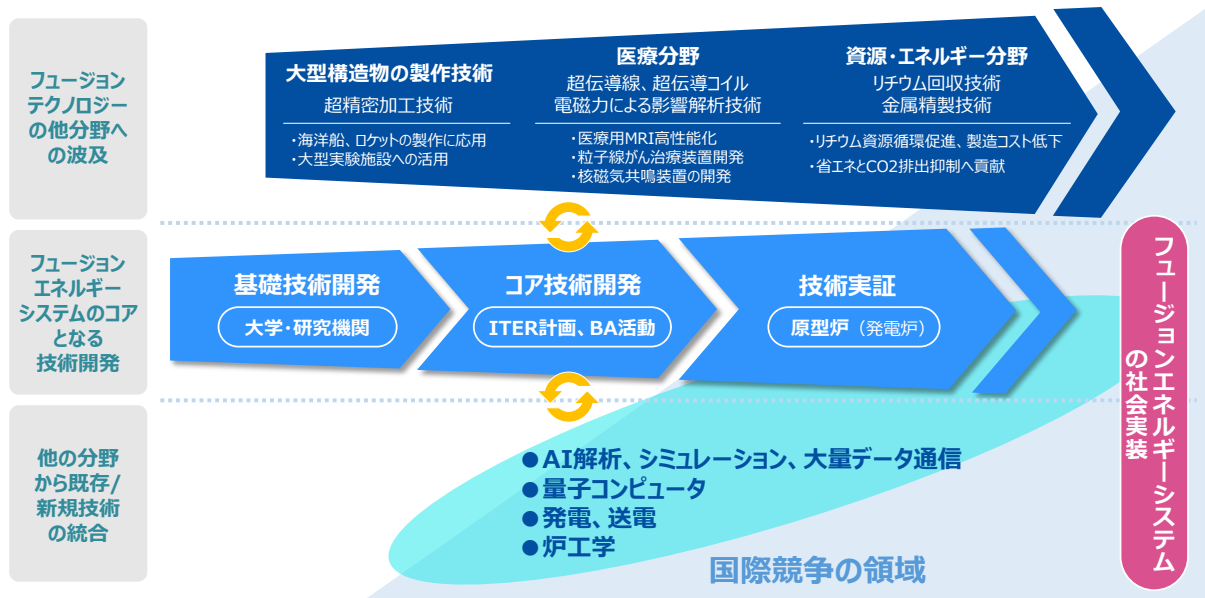 フュージョン
テクノロジー
の他分野へ
の波及
大型構造物の製作技術
超精密加工技術
・海洋船、ロケットの製作に応用
・大型実験施設への活用
医療分野
超伝導線、超伝導コイル
電磁力による影響解析技術
・医療用MRI高性能化
・粒子線がん治療装置開発
・核磁気共鳴装置の開発
資源・エネルギー分野
リチウム回収技術
金属精製技術
・リチウム資源循環促進、製造コスト低下
・省エネとCO2排出抑制へ貢献
フュージョン
エネルギー
システムのコア
となる
技術開発
基礎技術開発
大学・研究機関
コア技術開発
ITER計画、BA活動
技術実証
原型炉（発電炉）
フュージョンエネルギーシステム
の社会実装
他の分野
から既存/
新規技術
の統合
●AI解析、シミュレーション、大量データ通信
●量子コンピュータ
●発電、送電
●炉工学
国際競争の領域